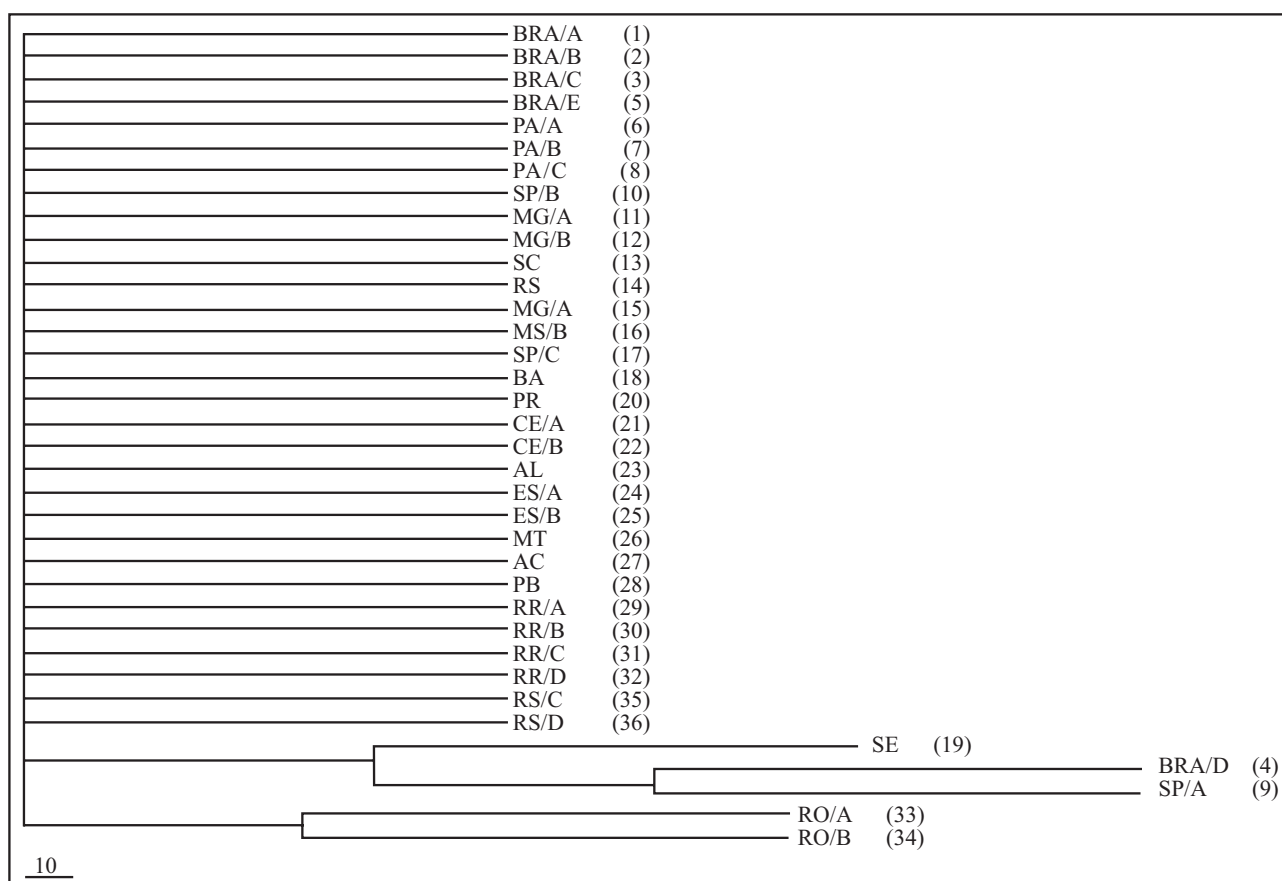 BRA/A (1)
BRA/B (2)
BRA/C (3)
BRA/E (5)
PA/A (6)
PA/B (7)
PA/C (8)
SP/B (10)
MG/A (11)
MG/B (12)
SC (13)
RS (14)
MG/A (15)
MS/B (16)
SP/C (17)
BA (18)
PR (20)
CE/A (21)
CE/B (22)
AL (23)
ES/A (24)
ES/B (25)
MT (26)
AC (27)
PB (28)
RR/A (29)
RR/B (30)
RR/C (31)
RR/D (32)
RS/C (35)
RS/D (36)
SE (19)
BRA/D (4)
SP/A (9)
RO/A (33)
RO/B (34)
10